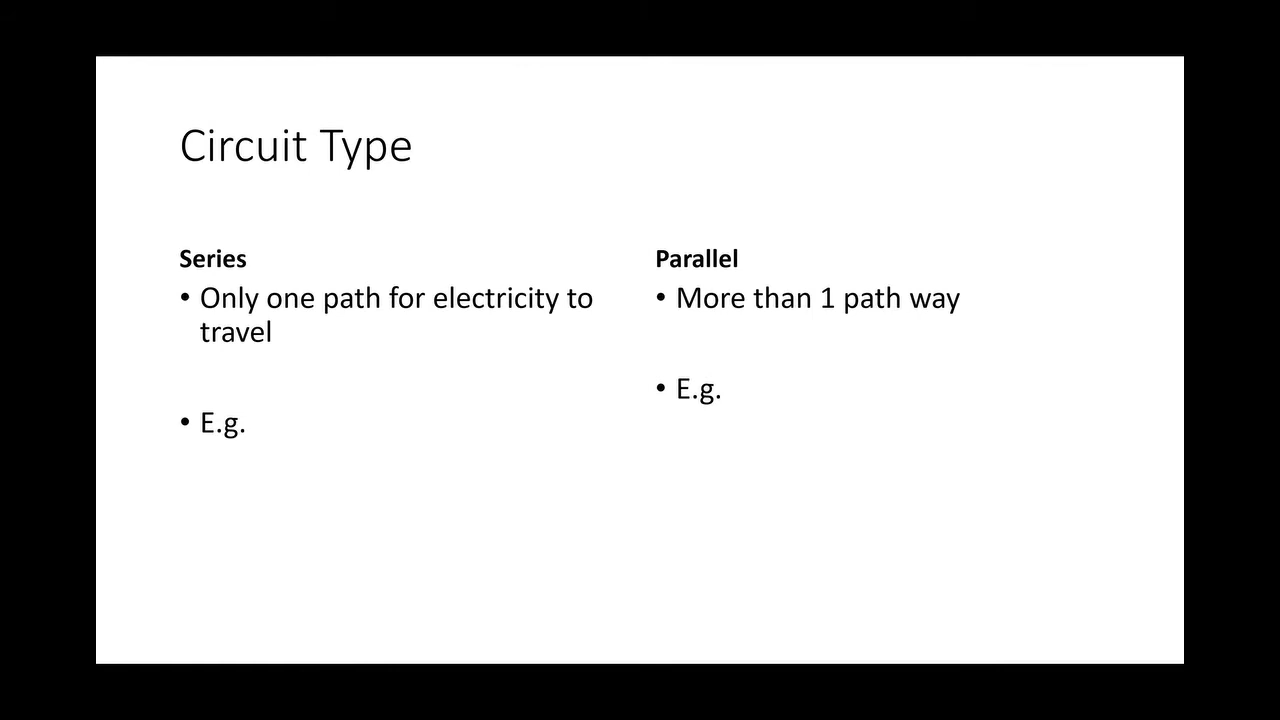 Circuit Type
Series
• Only one path for electricity to
travel
• E.g.
Parallel
• More than 1 path way
• E.g.